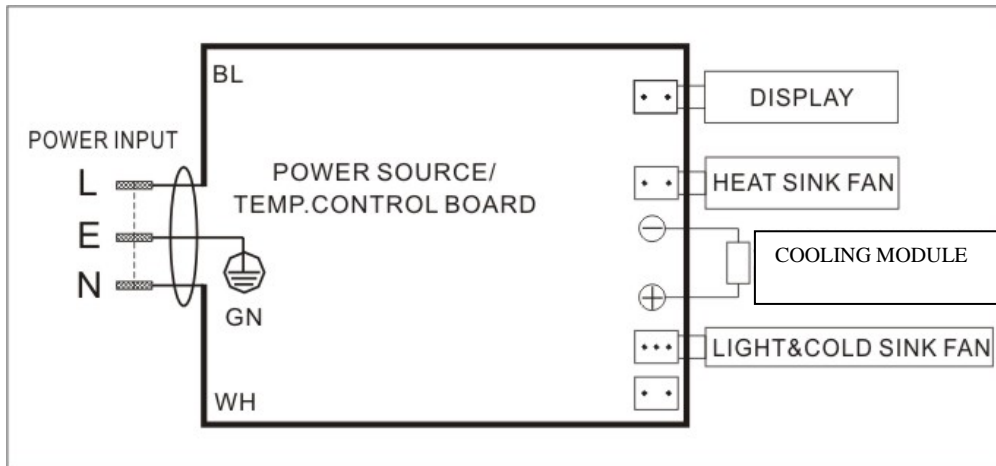 BL
DISPLAY
POWER INPUT
L
POWER SOURCE/
TEMP.CONTROL BOARD
HEAT SINK FAN
E
COOLING MODULE
N
GN
LIGHT&COLD SINK FAN
WH